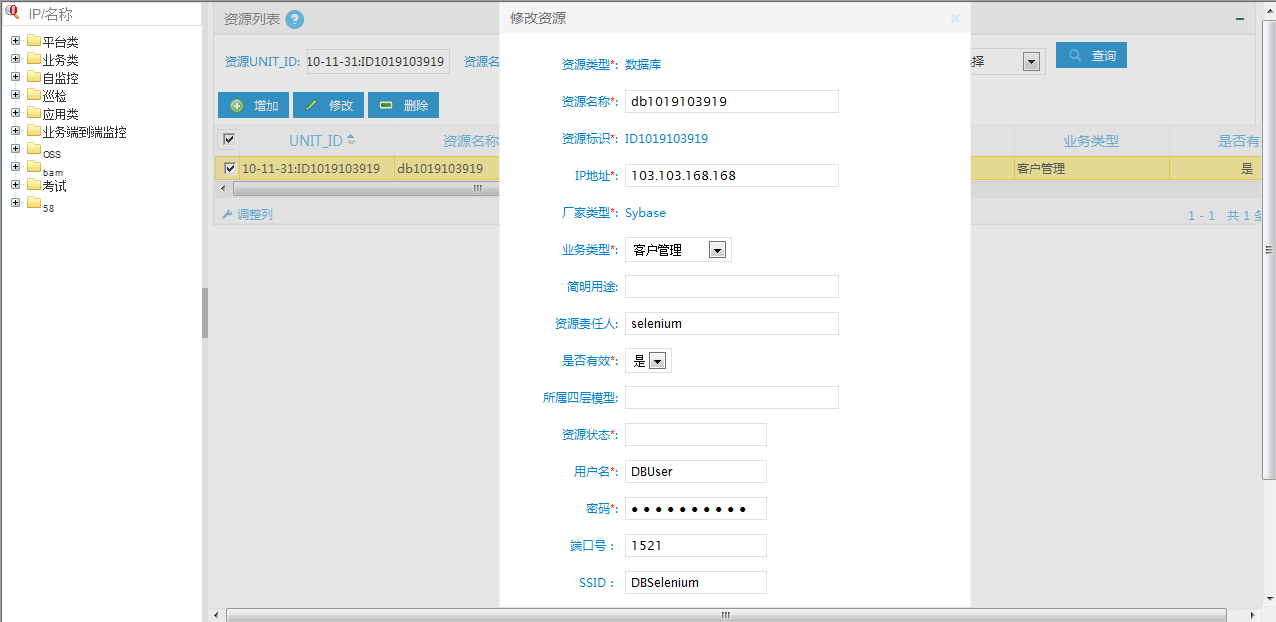 IP/名称
平台类
业务类
自监控
巡检
应用类
业务端到端监控
oss
bam
考试
58
资源列表 ?
资源UNIT_ID: 10-11-31:ID1019103919 资源名
择 查询
增加 修改 删除
UNIT_ID 资源名称 业务类型 是否有
10-11-31:ID1019103919 db1019103919 客户管理 是
调整列 1 - 1 共 1 条
修改资源
资源类型*: 数据库
资源名称*: db1019103919
资源标识*: ID1019103919
IP地址*: 103.103.168.168
厂家类型*: Sybase
业务类型*: 客户管理
简明用途:
资源责任人: selenium
是否有效*: 是
所属四层模型:
资源状态*:
用户名*: DBUser
密码*: ●●●●●●●●●●
端口号： 1521
SSID： DBSelenium